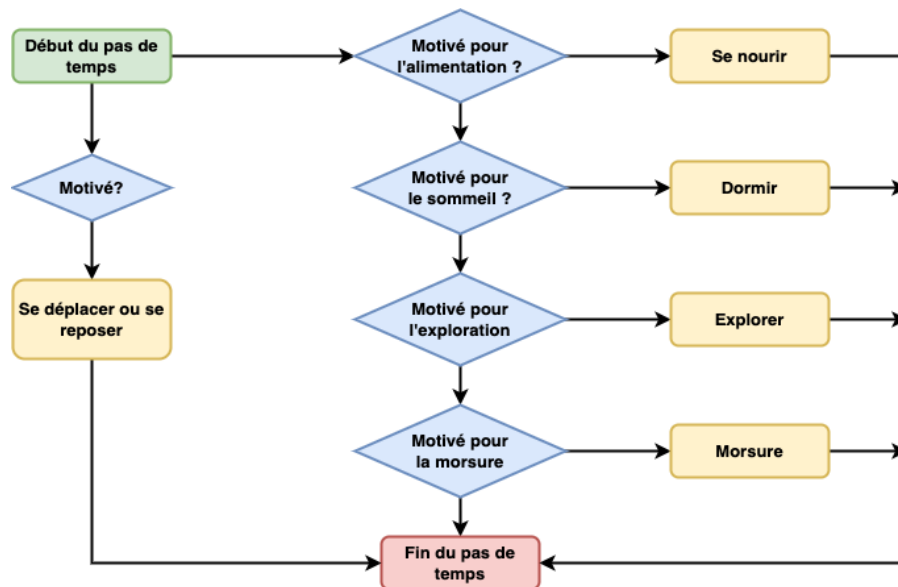 Début du pas de
temps
Motivé pour
l'alimentation ?
Se nourrir
Motivé?
Motivé pour
le sommeil ?
Dormir
Se déplacer ou se
reposer
Motivé pour
l'exploration
Explorer
Motivé pour
la morsure
Morsure
Fin du pas de
temps